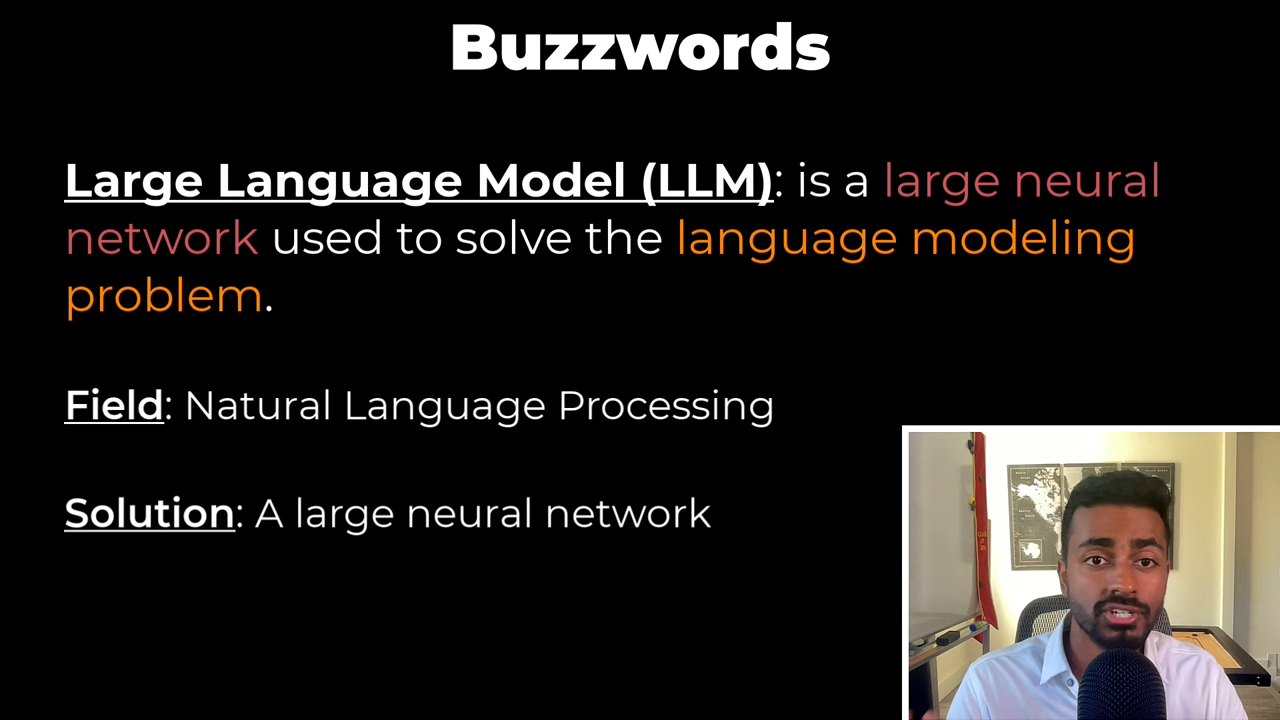 Buzzwords
Large Language Model (LLM): is a large neural
network used to solve the language modeling
problem.
Field: Natural Language Processing
Solution: A large neural network